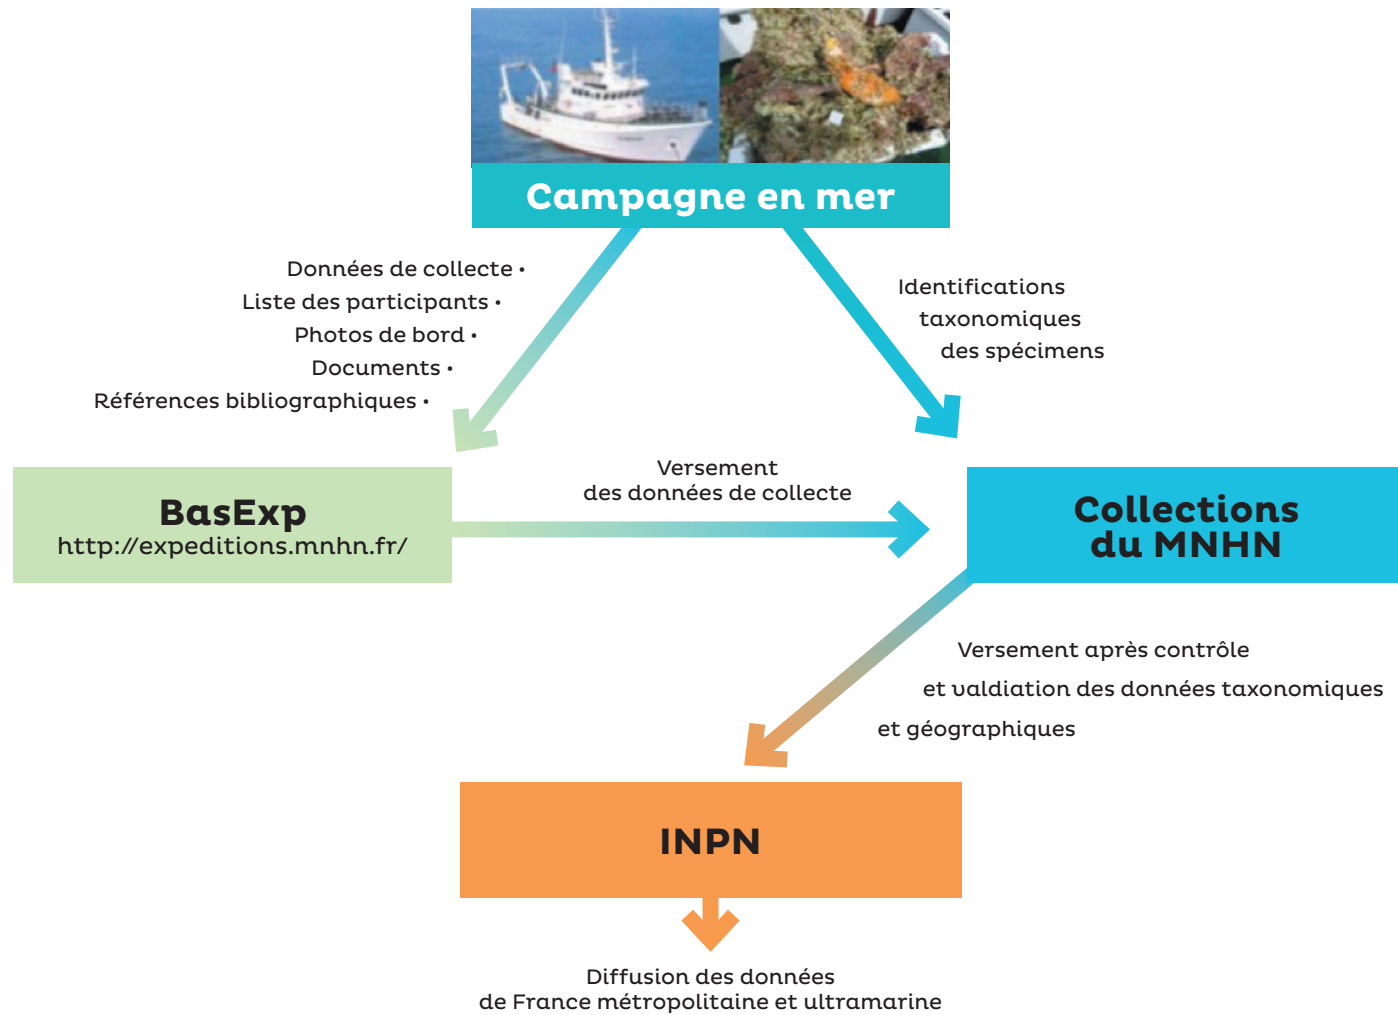 Campagne en mer
Données de collecte •
Liste des participants •
Photos de bord •
Documents •
Références bibliographiques •
Identifications
taxonomiques
des spécimens
BasExp
http://expeditions.mnhn.fr/
Versement
des données de collecte
Collections
du MNHN
Versement après contrôle
et valdiation des données taxonomiques
et géographiques
INPN
Diffusion des données
de France métropolitaine et ultramarine